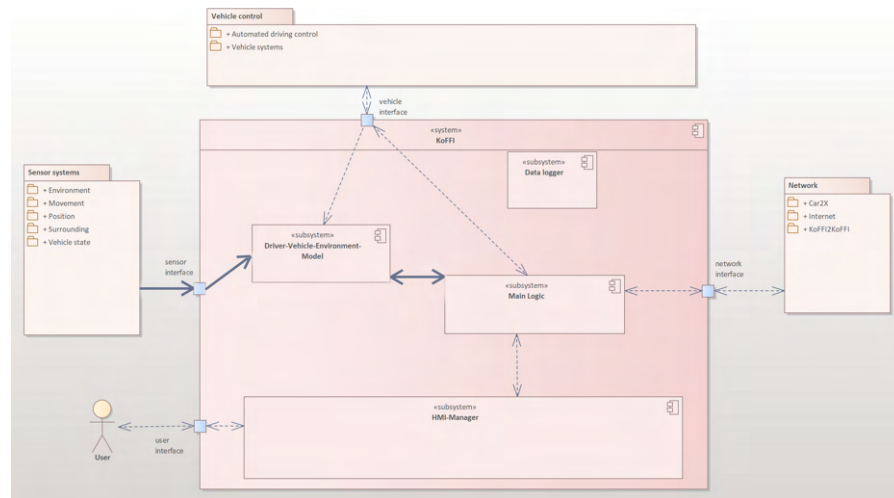 Vehicle control
+ Automated driving control
+ Vehicle systems
vehicle
interface
«system»
KoFFI
«subsystem»
Data logger
Sensor systems
+ Environment
+ Movement
+ Position
+ Surrounding
+ Vehicle state
Network
+ Car2X
+ Internet
+ KoFFI2KoFFI
«subsystem»
Driver-Vehicle-Environment-
Model
sensor
interface
network
interface
«subsystem»
Main Logic
«subsystem»
HMI-Manager
user
interface
User